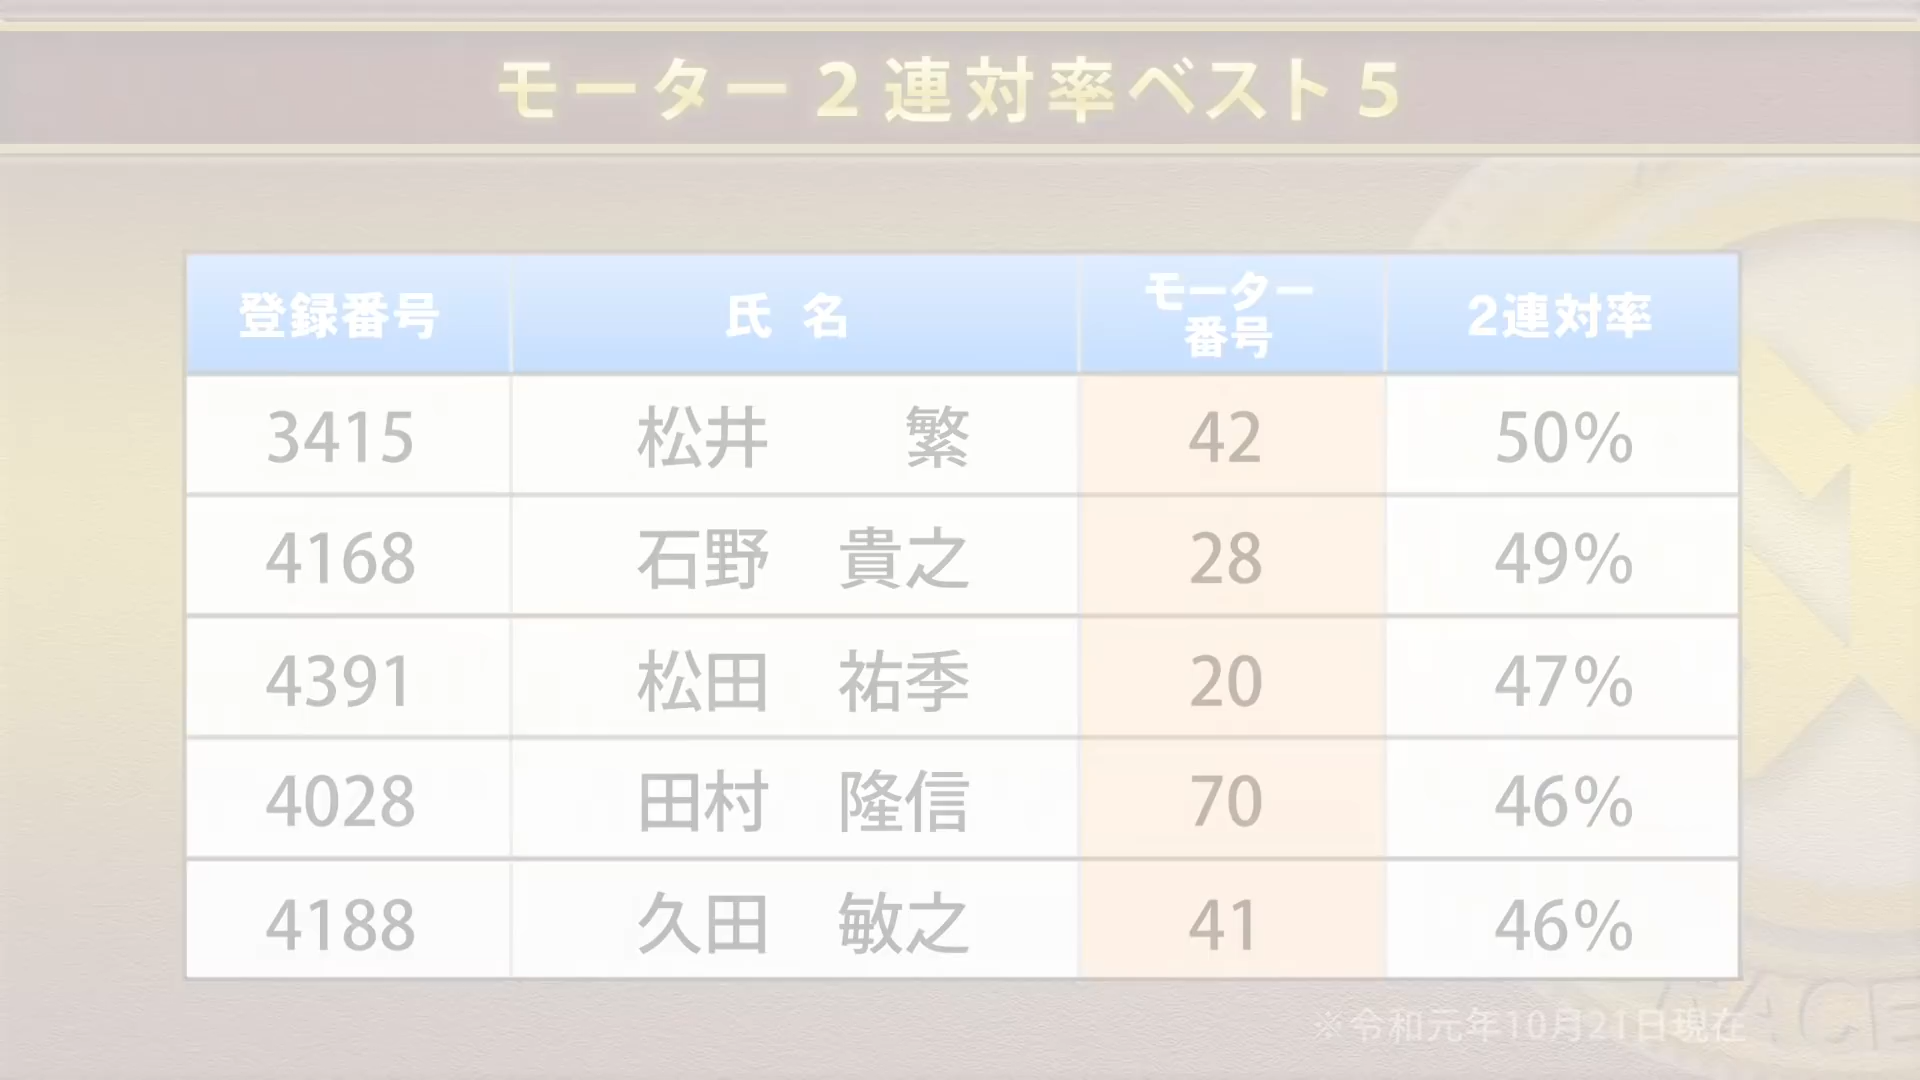 モーター2連対率ベスト5
登録番号 氏名 モーター番号 2連対率
3415 松井 繁 42 50%
4168 石野 貴之 28 49%
4391 松田 祐季 20 47%
4028 田村 隆信 70 46%
4188 久田 敏之 41 46%
※令和元年10月21日現在
RACE